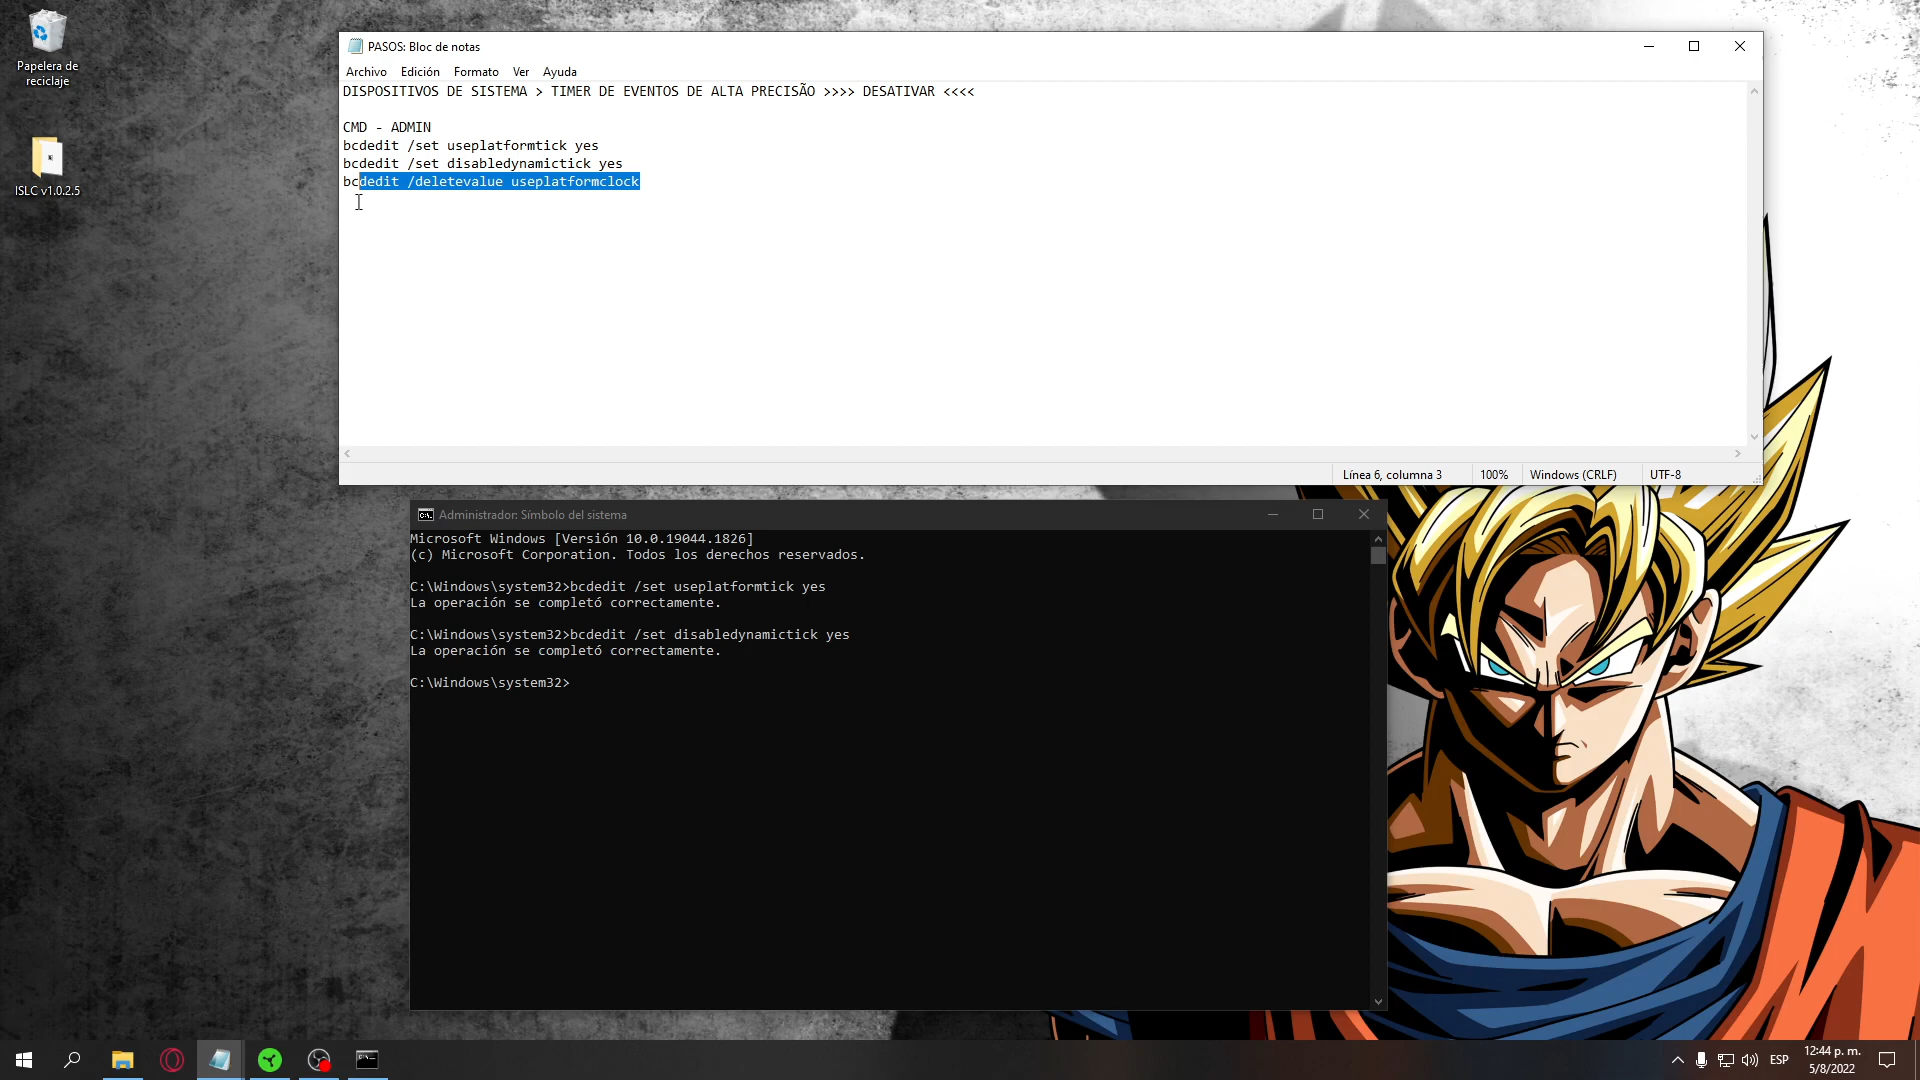 Papelera de
reciclaje
ISLC v1.0.2.5
PASOS: Bloc de notas
Archivo Edición Formato Ver Ayuda
DISPOSITIVOS DE SISTEMA > TIMER DE EVENTOS DE ALTA PRECISÃO >>>> DESATIVAR <<<<
CMD - ADMIN
bcdedit /set useplatformtick yes
bcdedit /set disabledynamictick yes
bcdedit /deletevalue useplatformclock
Línea 6, columna 3 100% Windows (CRLF) UTF-8
Administrador: Símbolo del sistema
Microsoft Windows [Versión 10.0.19044.1826]
(c) Microsoft Corporation. Todos los derechos reservados.
C:\Windows\system32>bcdedit /set useplatformtick yes
La operación se completó correctamente.
C:\Windows\system32>bcdedit /set disabledynamictick yes
La operación se completó correctamente.
C:\Windows\system32>
ESP
12:44 p. m.
5/8/2022